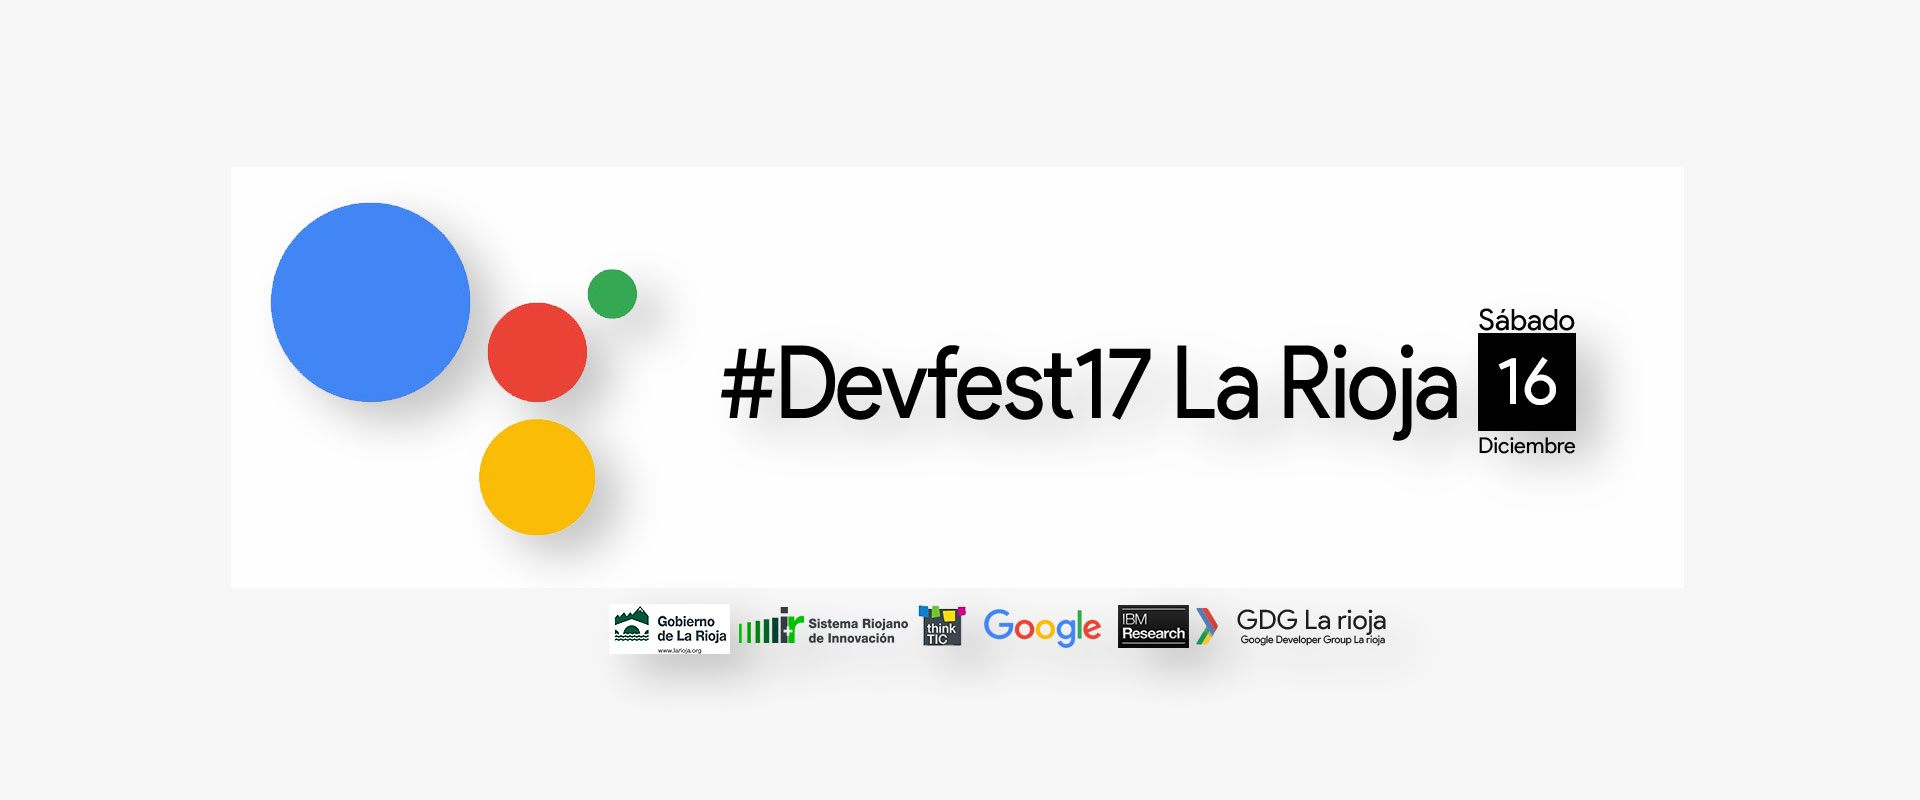 #Devfest17 La Rioja
Sábado
16
Diciembre
Gobierno
de La Rioja
www.larioja.org
ir
Sistema Riojano
de Innovación
think
TIC
Google
IBM
Research
GDG La rioja
Google Developer Group La rioja